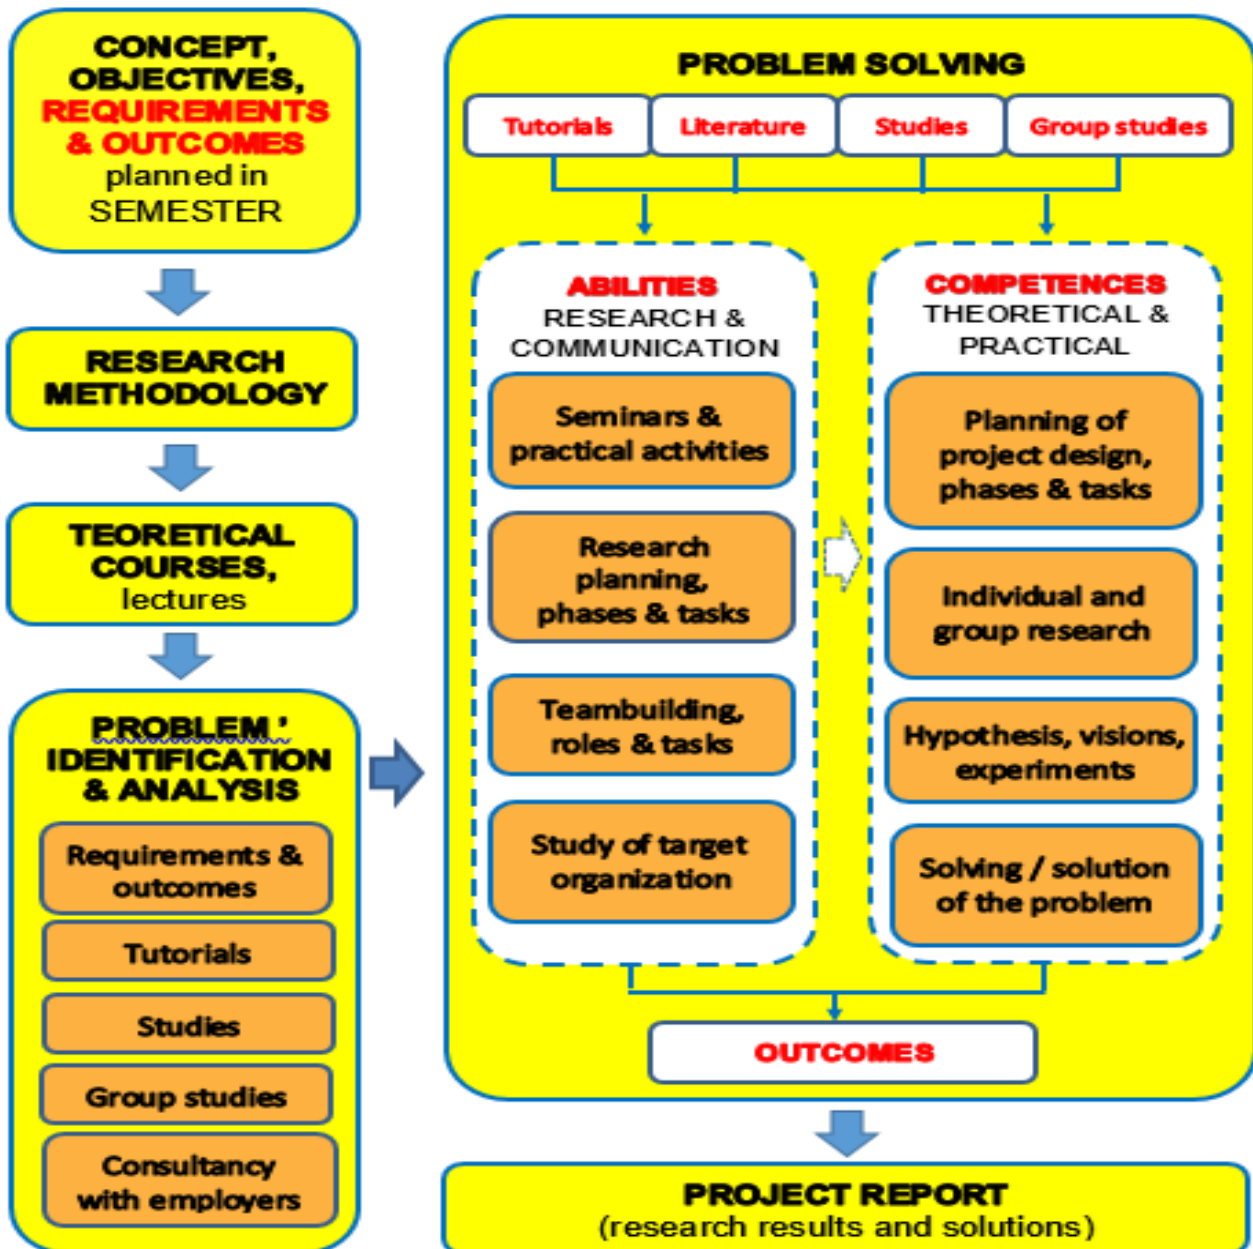 CONCEPT,
OBJECTIVES,
REQUIREMENTS
& OUTCOMES
planned in
SEMESTER
RESEARCH
METHODOLOGY
TEORETICAL
COURSES,
lectures
PROBLEM '
IDENTIFICATION
& ANALYSIS
Requirements &
outcomes
Tutorials
Studies
Group studies
Consultancy
with employers
PROBLEM SOLVING
Tutorials
Literature
Studies
Group studies
ABILITIES
RESEARCH &
COMMUNICATION
Seminars &
practical activities
Research
planning,
phases & tasks
Teambuilding,
roles & tasks
Study of target
organization
COMPETENCES
THEORETICAL &
PRACTICAL
Planning of
project design,
phases & tasks
Individual and
group research
Hypothesis, visions,
experiments
Solving / solution
of the problem
OUTCOMES
PROJECT REPORT
(research results and solutions)